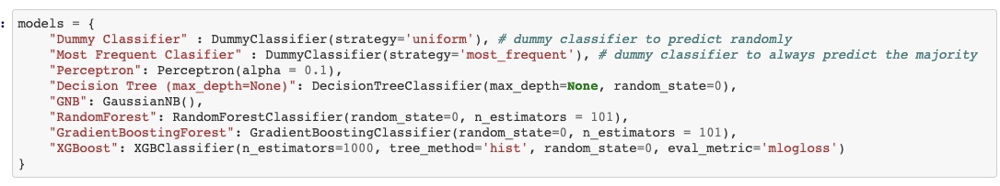 : models = {
    "Dummy Classifier" : DummyClassifier(strategy='uniform'), # dummy classifier to predict randomly
    "Most Frequent Clasifier" : DummyClassifier(strategy='most_frequent'), # dummy classifier to always predict the majority
    "Perceptron": Perceptron(alpha = 0.1),
    "Decision Tree (max_depth=None)": DecisionTreeClassifier(max_depth=None, random_state=0),
    "GNB": GaussianNB(),
    "RandomForest": RandomForestClassifier(random_state=0, n_estimators = 101),
    "GradientBoostingForest": GradientBoostingClassifier(random_state=0, n_estimators = 101),
    "XGBoost": XGBClassifier(n_estimators=1000, tree_method='hist', random_state=0, eval_metric='mlogloss')
}